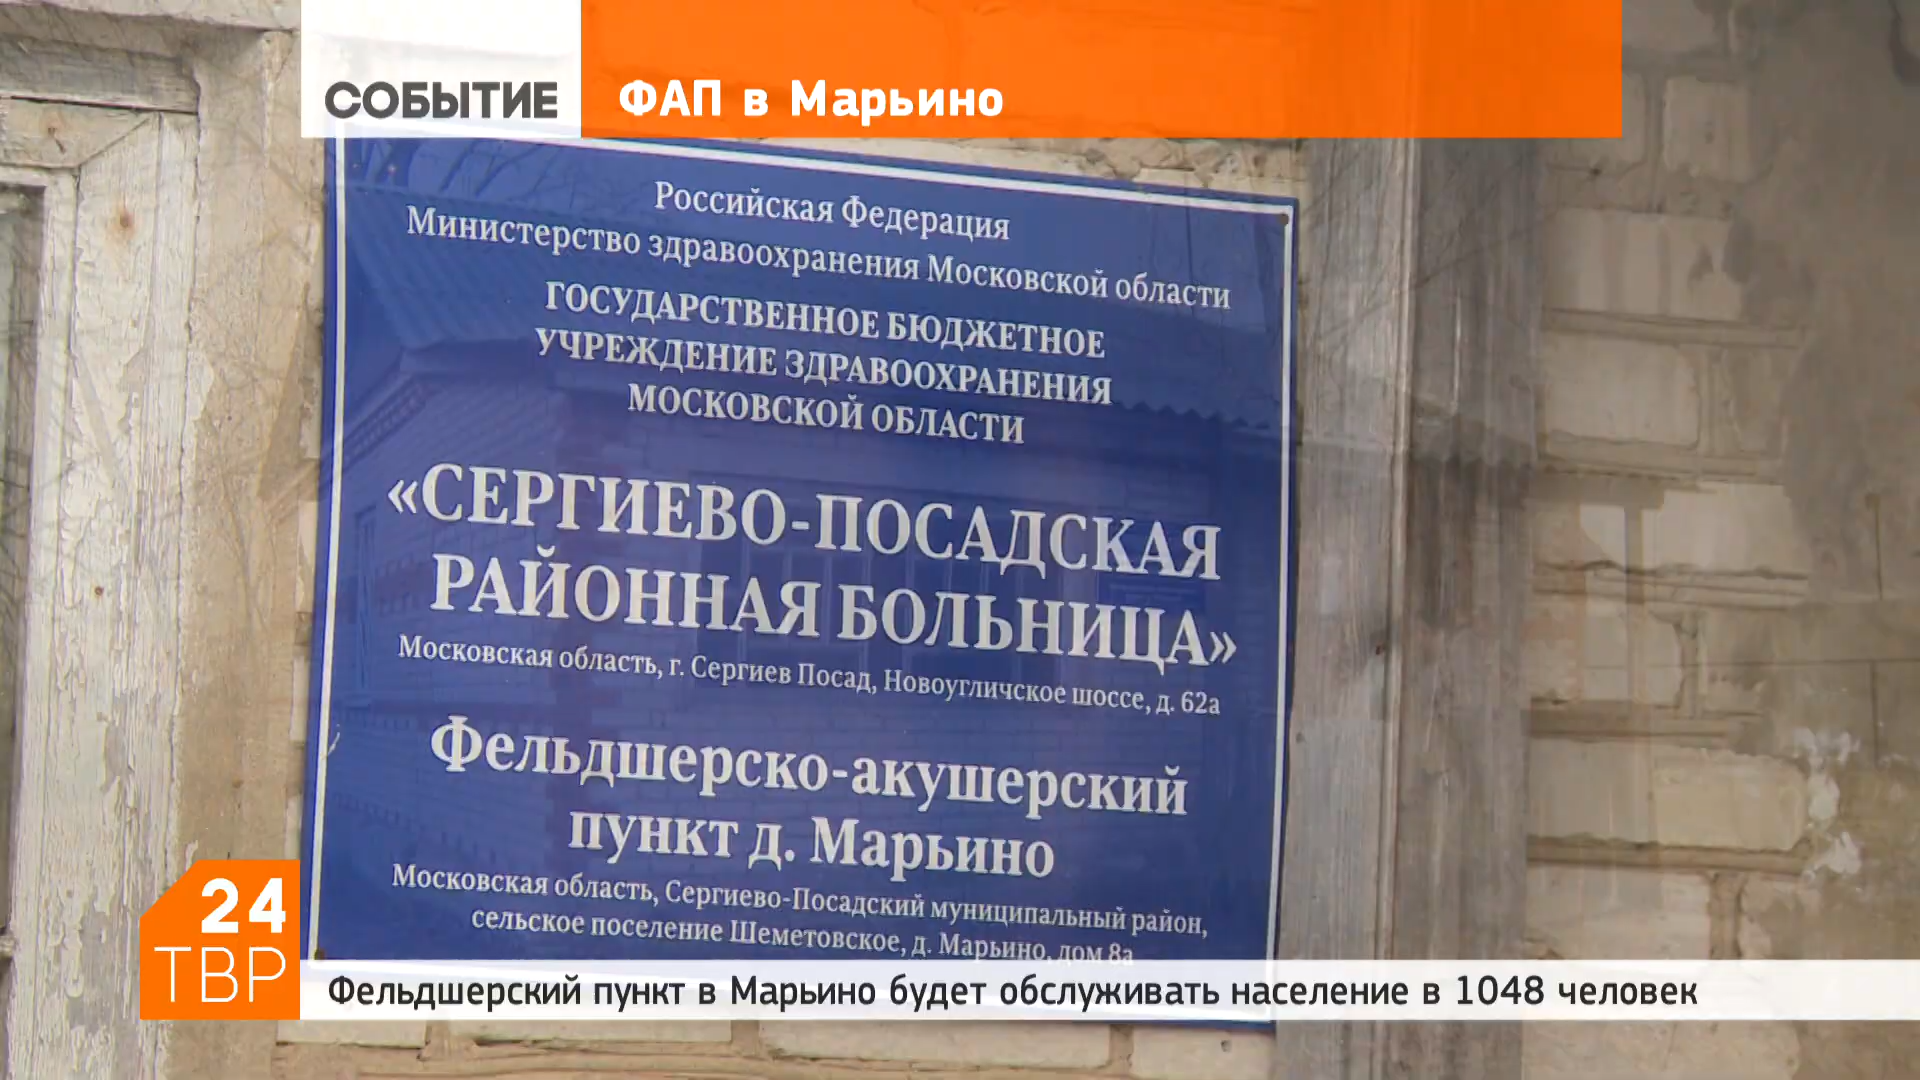 СОБЫТИЕ ФАП в Марьино
Российская Федерация
Министерство здравоохранения Московской области
ГОСУДАРСТВЕННОЕ БЮДЖЕТНОЕ
УЧРЕЖДЕНИЕ ЗДРАВООХРАНЕНИЯ
МОСКОВСКОЙ ОБЛАСТИ
«СЕРГИЕВО-ПОСАДСКАЯ
РАЙОННАЯ БОЛЬНИЦА»
Московская область, г. Сергиев Посад, Новоугличское шоссе, д. 62а
Фельдшерско-акушерский
пункт д. Марьино
Московская область, Сергиево-Посадский муниципальный район,
сельское поселение Шеметовское, д. Марьино, дом 8а
24
ТВР
Фельдшерский пункт в Марьино будет обслуживать население в 1048 человек